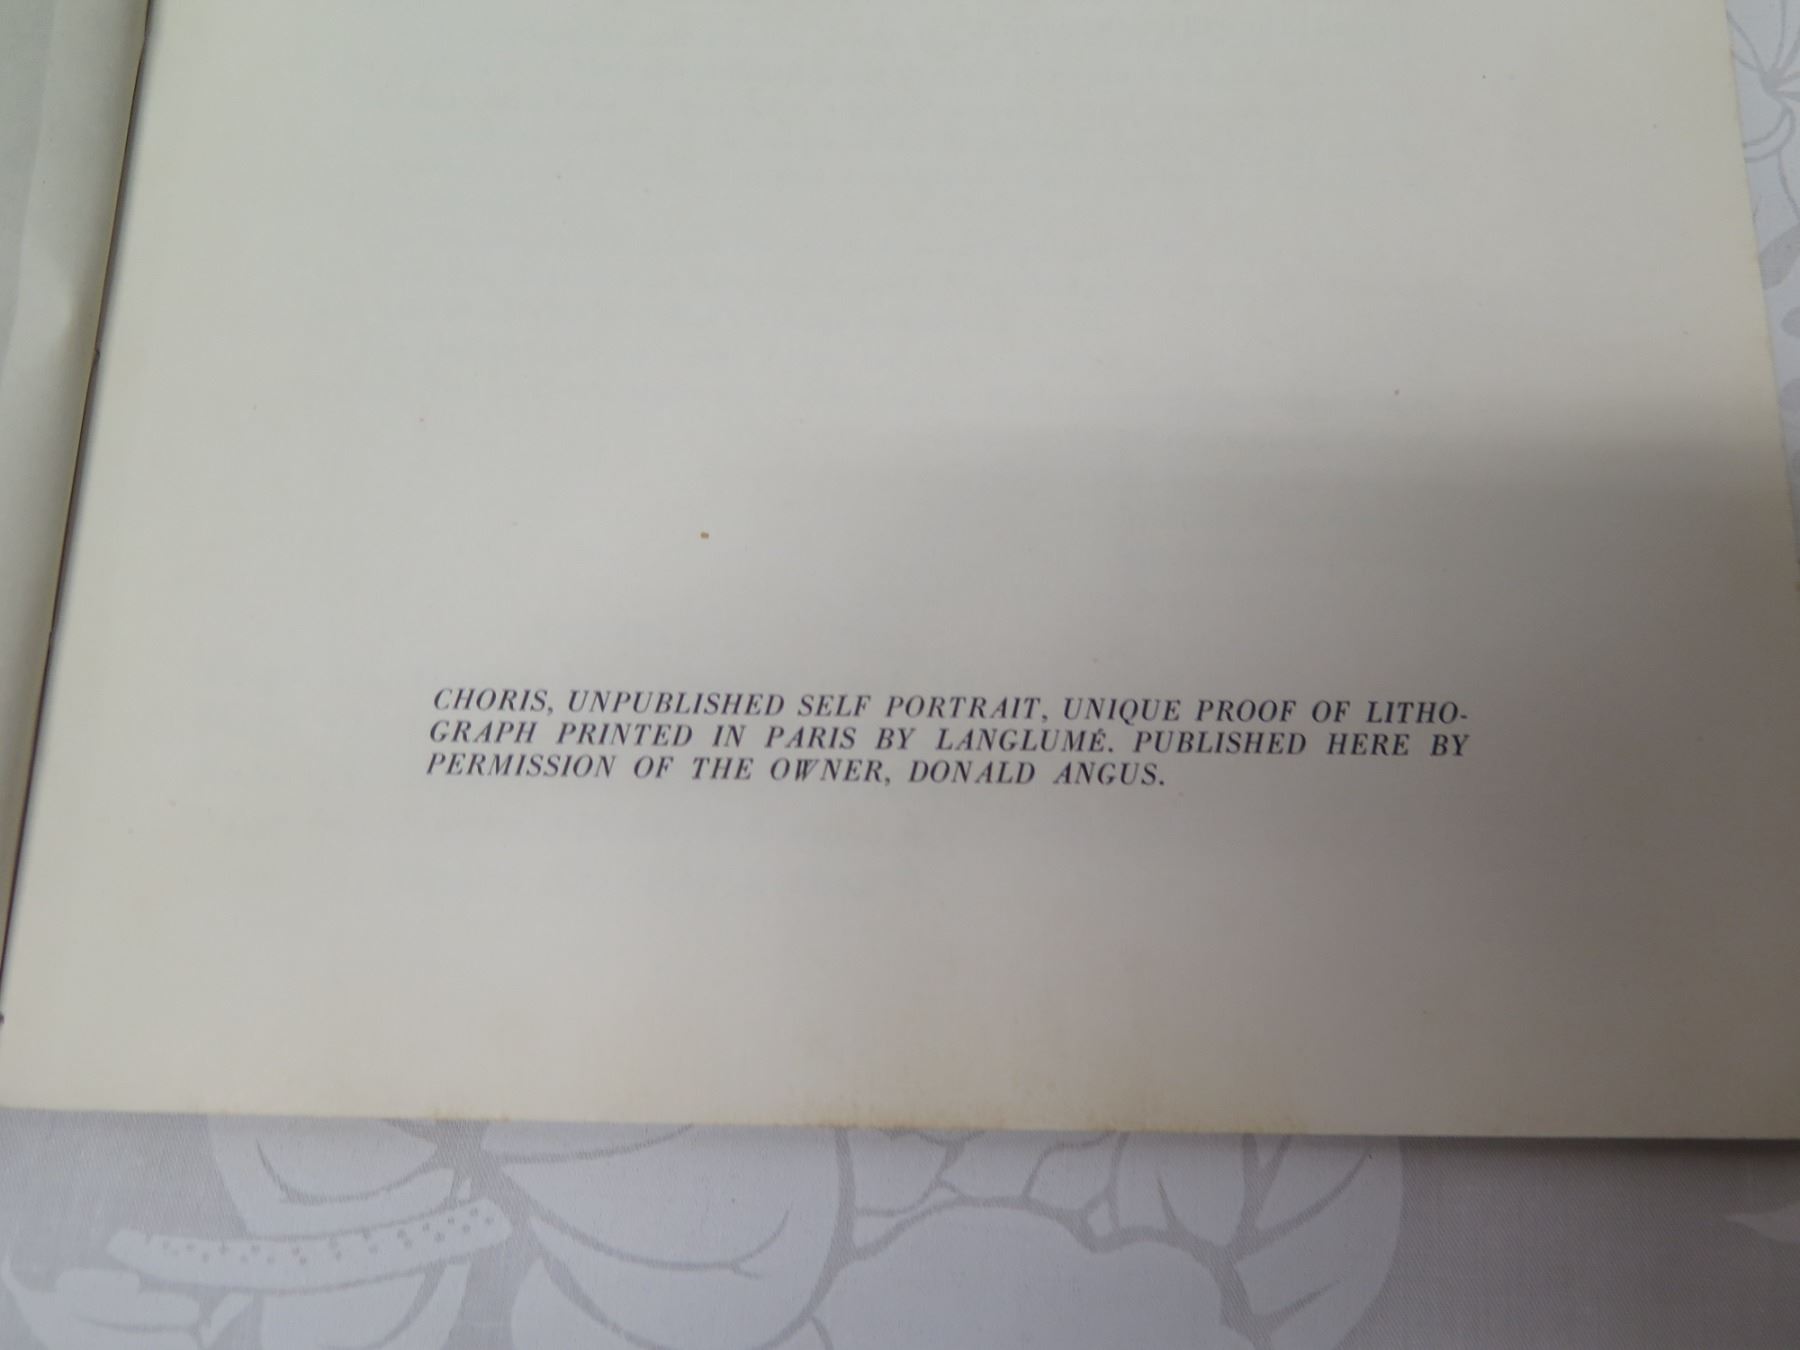 CHORIS, UNPUBLISHED SELF PORTRAIT, UNIQUE PROOF OF LITHO-
GRAPH PRINTED IN PARIS BY LANGLUMÉ. PUBLISHED HERE BY
PERMISSION OF THE OWNER, DONALD ANGUS.